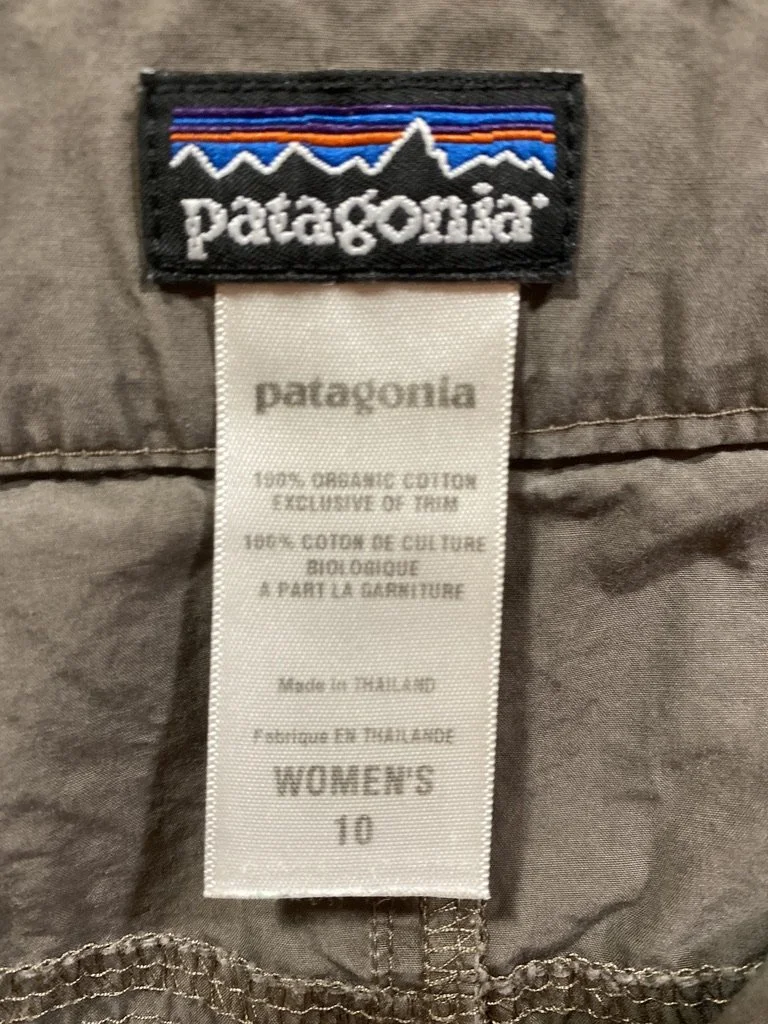 patagonia®
patagonia
100% ORGANIC COTTON
EXCLUSIVE OF TRIM
100% COTON DE CULTURE
BIOLOGIQUE
A PART LA GARNITURE
Made in THAILAND
Fabrique EN THAILANDE
WOMEN'S
10